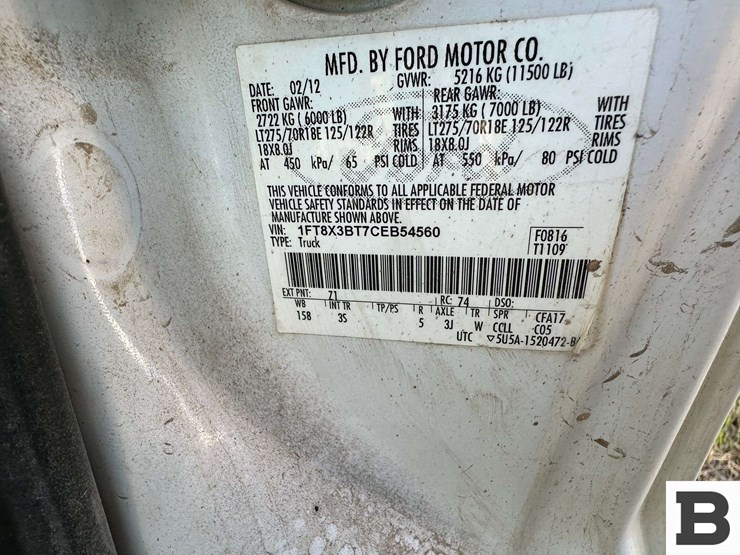 MFD. BY FORD MOTOR CO.
DATE: 02/12 GVWR: 5216 KG (11500 LB)
FRONT GAWR: REAR GAWR:
2722 KG ( 6000 LB) WITH 3175 KG ( 7000 LB) WITH
LT275/70R18E 125/122R TIRES LT275/70R18E 125/122R TIRES
18X8.0J RIMS 18X8.0J RIMS
AT 450 kPa/ 65 PSI COLD AT 550 kPa/ 80 PSI COLD
THIS VEHICLE CONFORMS TO ALL APPLICABLE FEDERAL MOTOR
VEHICLE SAFETY STANDARDS IN EFFECT ON THE DATE OF
MANUFACTURE SHOWN ABOVE.
VIN: 1FT8X3BT7CEB54560 F0816
TYPE: Truck T1109
EXT PNT: Z1 RC: 74 DSO:
WB INT TR TP/PS R AXLE TR SPR CFA17
158 3S 5 3J W CCLL C05
UTC ▽5U5A-1520472-B
B